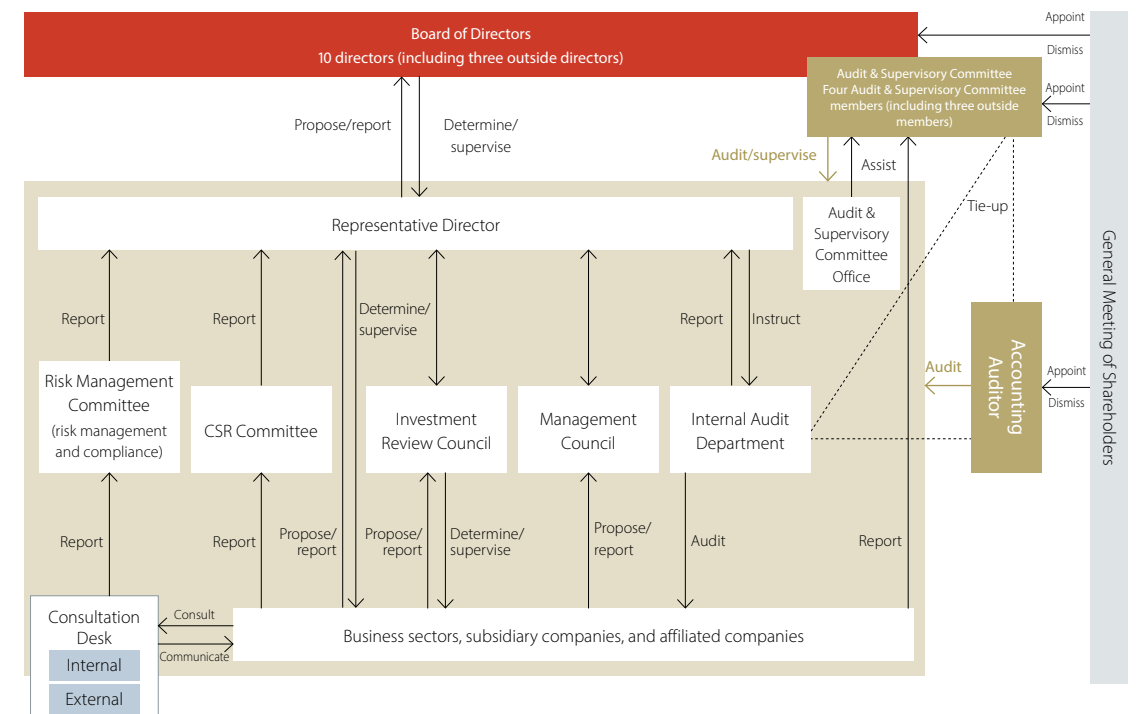 Board of Directors
10 directors (including three outside directors)
Appoint
Dismiss
Audit & Supervisory Committee
Four Audit & Supervisory Committee
members (including three outside
members)
Appoint
Dismiss
Propose/report
Determine/
supervise
Audit/supervise
Assist
Representative Director
Audit &
Supervisory
Committee
Office
Tie-up
General Meeting of Shareholders
Report
Report
Determine/
supervise
Report
Instruct
Risk Management
Committee
(risk management
and compliance)
CSR Committee
Investment
Review Council
Management
Council
Internal Audit
Department
Audit
Accounting
Auditor
Appoint
Dismiss
Report
Report
Propose/
report
Propose/
report
Determine/
supervise
Propose/
report
Audit
Report
Consultation
Desk
Internal
External
Consult
Communicate
Business sectors, subsidiary companies, and affiliated companies